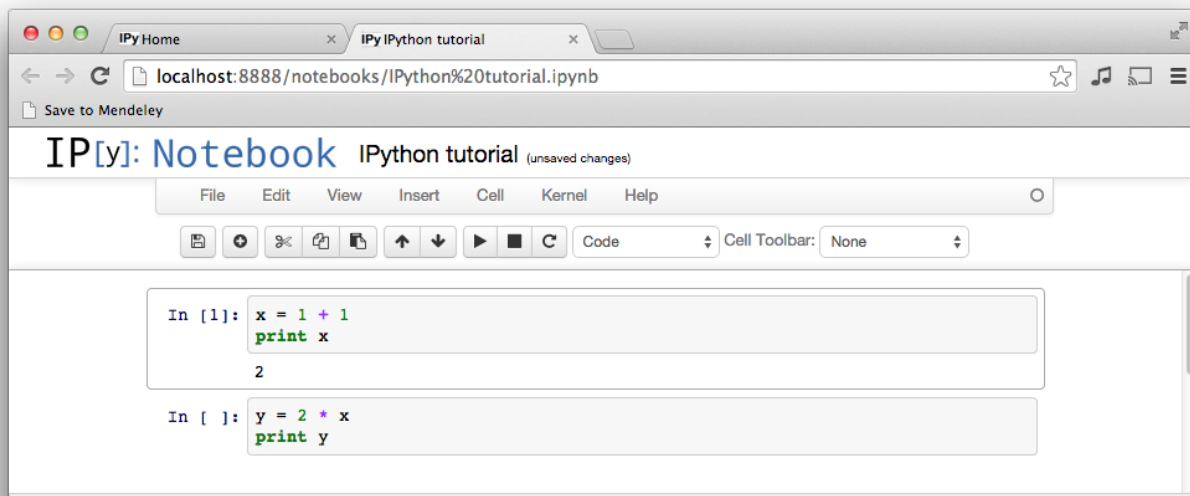 IPy Home IPy IPython tutorial
localhost:8888/notebooks/IPython%20tutorial.ipynb
Save to Mendeley
IP[y]: Notebook IPython tutorial (unsaved changes)
File Edit View Insert Cell Kernel Help
Code Cell Toolbar: None
In [1]: x = 1 + 1
print x
2
In [ ]: y = 2 * x
print y